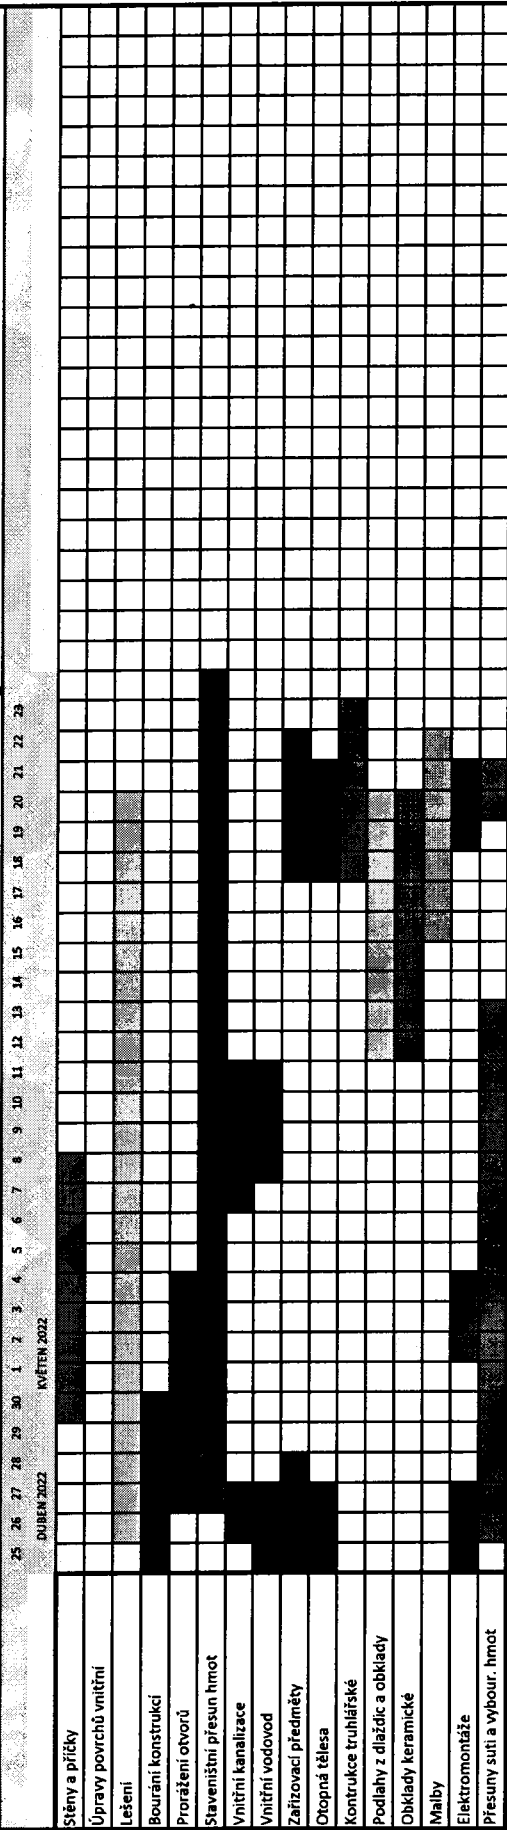 25 26 27 28 29 30 1 2 3 4 5 6 7 8 9 10 11 12 13 14 15 16 17 18 19 20 21 22 23
DUBEN 2022 KVĚTEN 2022
Stěny a příčky
Úpravy povrchů vnitřní
Lešení
Bourání konstrukcí
Prorážení otvorů
Staveništní přesun hmot
Vnitřní kanalizace
Vnitřní vodovod
Zařizovací předměty
Otopná tělesa
Kontrukce truhlářské
Podlahy z dlaždic a obklady
Obklady keramické
Malby
Elektromontáže
Přesuny suti a vybour. hmot